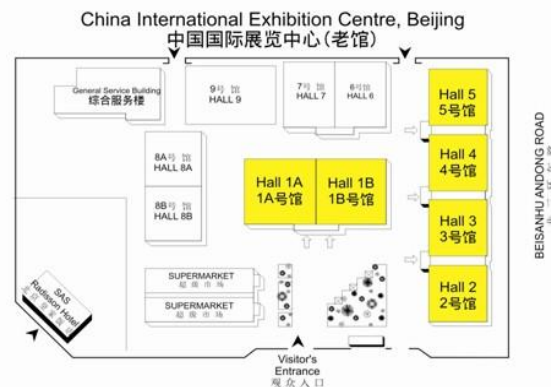 China International Exhibition Centre, Beijing
中国国际展览中心(老馆)
General Service Building
综合服务楼
9号 馆
HALL 9
7号 馆
HALL 7
6号 馆
HALL 6
Hall 5
5号馆
8A号 馆
HALL 8A
8B号 馆
HALL 8B
Hall 1A
1A号馆
Hall 1B
1B号馆
Hall 4
4号馆
Hall 3
3号馆
Hall 2
2号馆
BEISANHU ANDONG ROAD
SUPERMARKET
超 级 市 场
SUPERMARKET
超 级 市 场
SAS
Radisson Hotel
Visitor's
Entrance
观 众 入 口